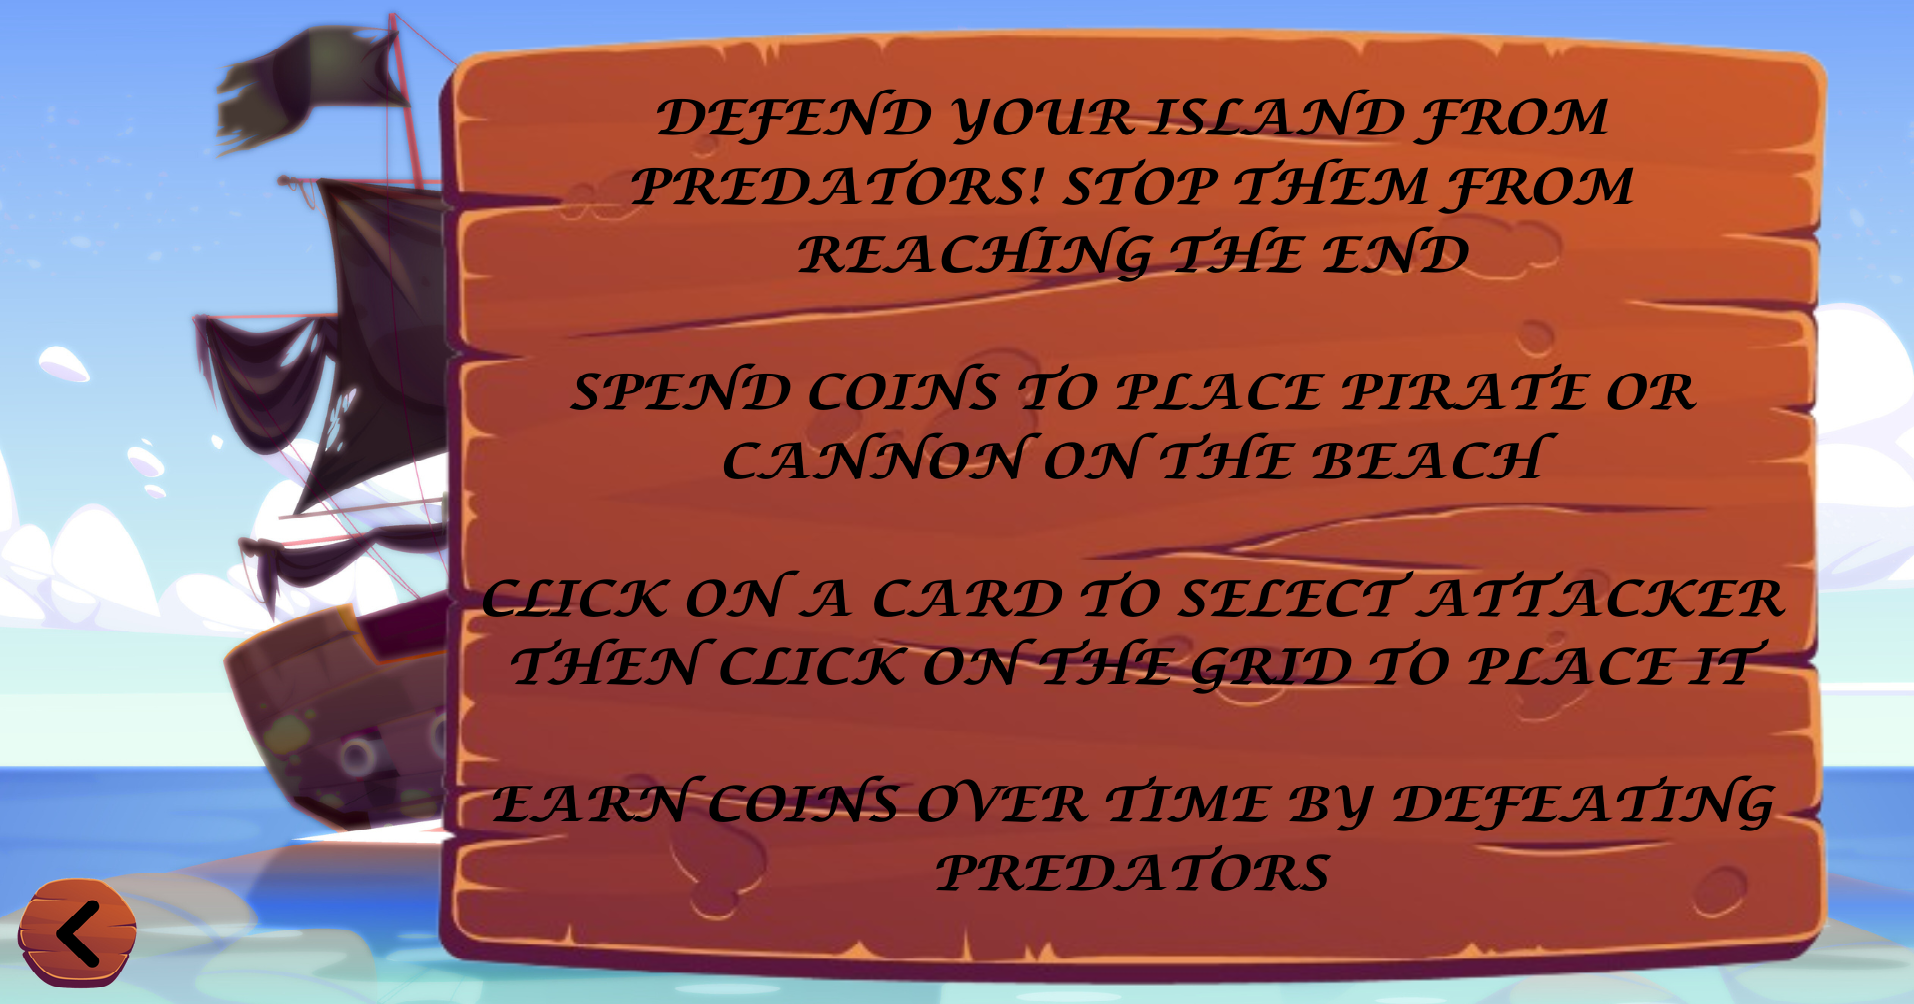 DEFEND YOUR ISLAND FROM
PREDATORS! STOP THEM FROM
REACHING THE END
SPEND COINS TO PLACE PIRATE OR
CANNON ON THE BEACH
CLICK ON A CARD TO SELECT ATTACKER
THEN CLICK ON THE GRID TO PLACE IT
EARN COINS OVER TIME BY DEFEATING
PREDATORS